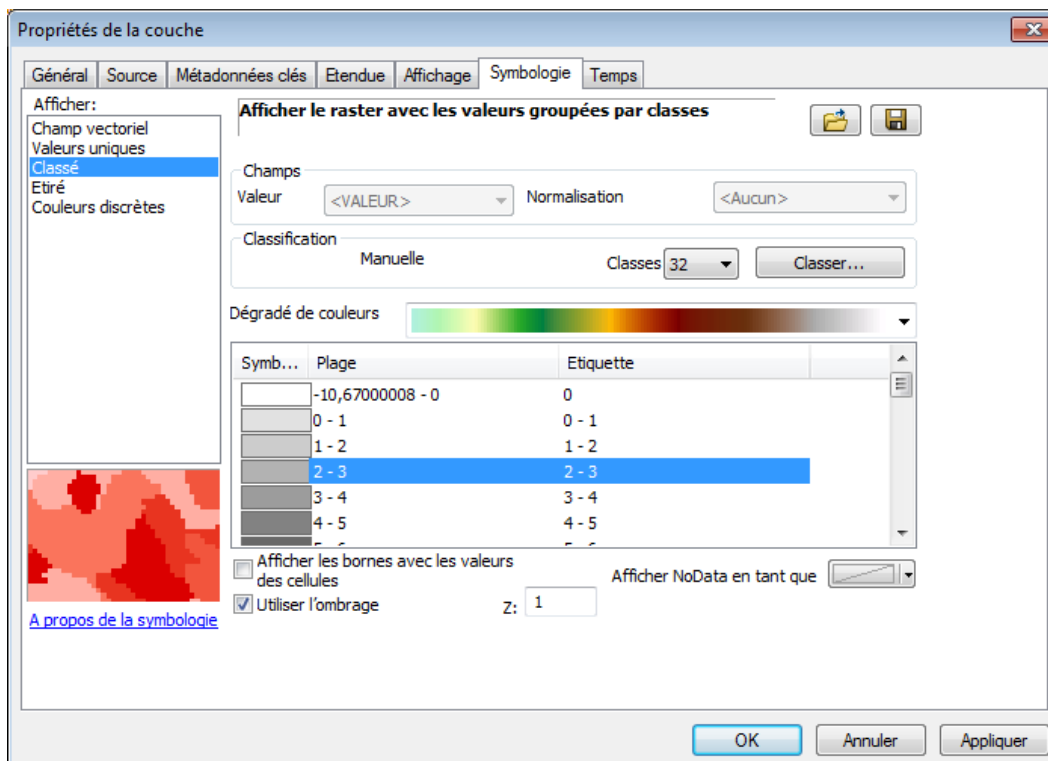 Propriétés de la couche
Général Source Métadonnées clés Etendue Affichage Symbologie Temps
Afficher:
Champ vectoriel
Valeurs uniques
Classé
Etiré
Couleurs discrètes
Afficher le raster avec les valeurs groupées par classes
Champs
Valeur <VALEUR> Normalisation <Aucun>
Classification
Manuelle Classes 32 Classer...
Dégradé de couleurs
Symb... Plage Etiquette
-10,67000008 - 0 0
0 - 1 0 - 1
1 - 2 1 - 2
2 - 3 2 - 3
3 - 4 3 - 4
4 - 5 4 - 5
Afficher les bornes avec les valeurs
des cellules
Afficher NoData en tant que
Utiliser l'ombrage Z: 1
A propos de la symbologie
OK Annuler Appliquer